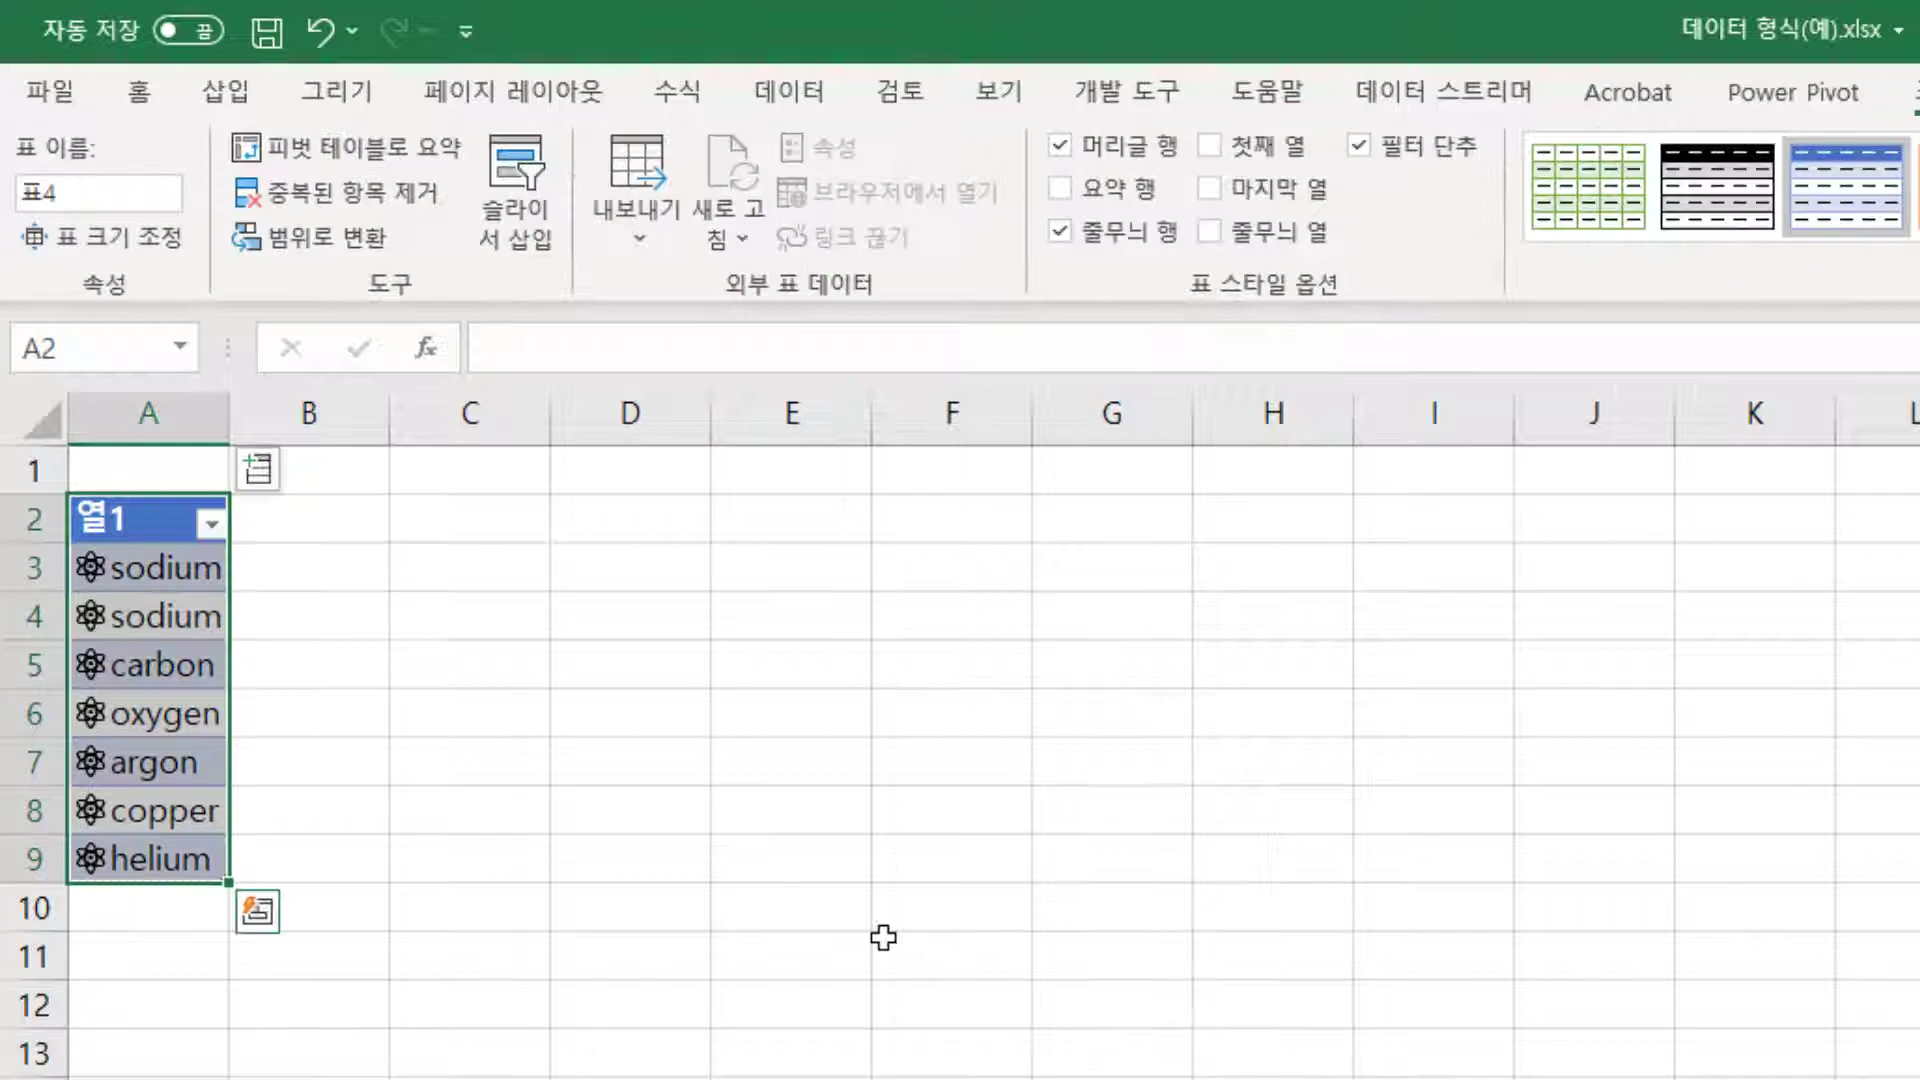 자동 저장 끔 데이터 형식(예).xlsx
파일 홈 삽입 그리기 페이지 레이아웃 수식 데이터 검토 보기 개발 도구 도움말 데이터 스트리머 Acrobat Power Pivot
표 이름: 피벗 테이블로 요약 속성 머리글 행 첫째 열 필터 단추
표4 중복된 항목 제거 브라우저에서 열기 요약 행 마지막 열
표 크기 조정 범위로 변환 링크 끊기 줄무늬 행 줄무늬 열
슬라이
서 삽입
내보내기
새로 고
침
속성 도구 외부 표 데이터 표 스타일 옵션
A2 fx
A B C D E F G H I J K L
1
2 열1
3 sodium
4 sodium
5 carbon
6 oxygen
7 argon
8 copper
9 helium
10
11
12
13